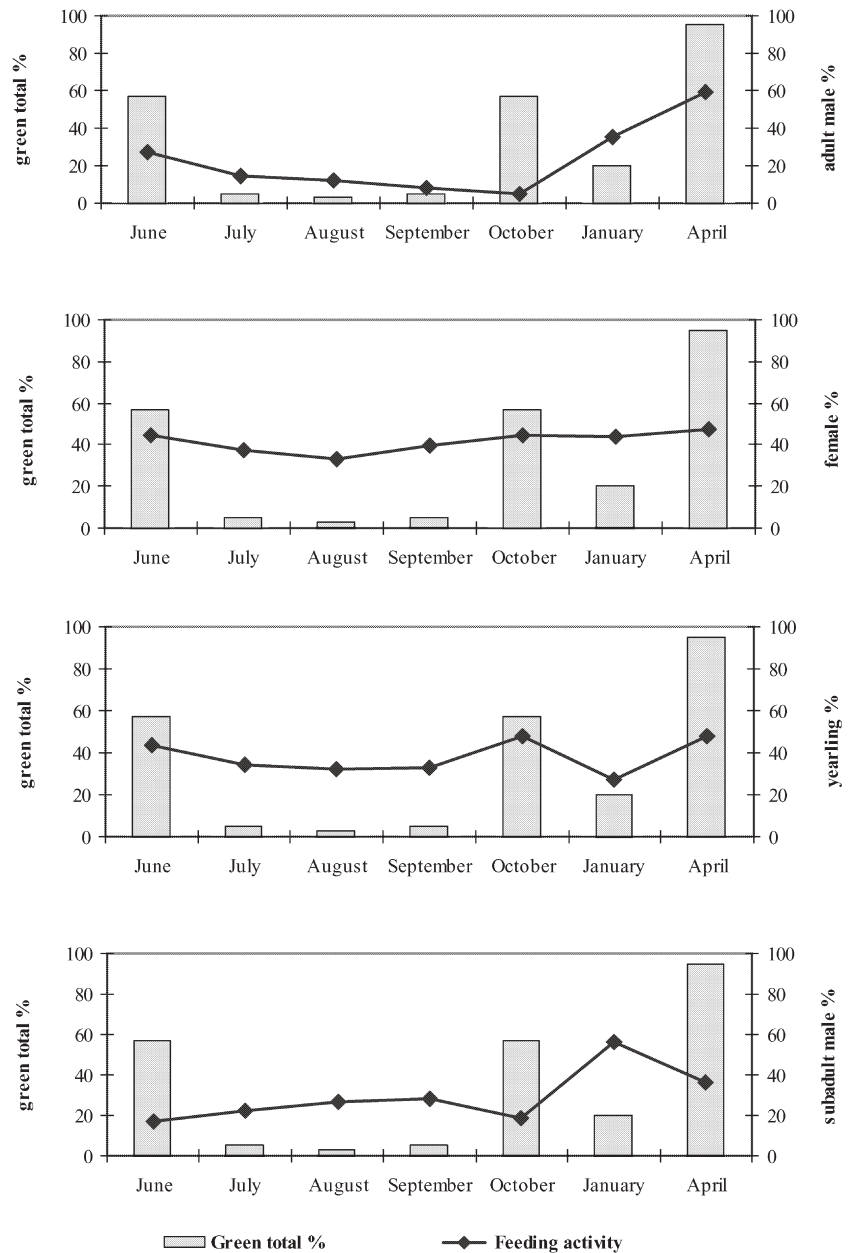 green total %
100 80 60 40 20 0
100 80 60 40 20 0
adult male %
June July August September October January April
green total %
100 80 60 40 20 0
100 80 60 40 20 0
female %
June July August September October January April
green total %
100 80 60 40 20 0
100 80 60 40 20 0
yearling %
June July August September October January April
green total %
100 80 60 40 20 0
100 80 60 40 20 0
subadult male %
June July August September October January April
Green total % Feeding activity